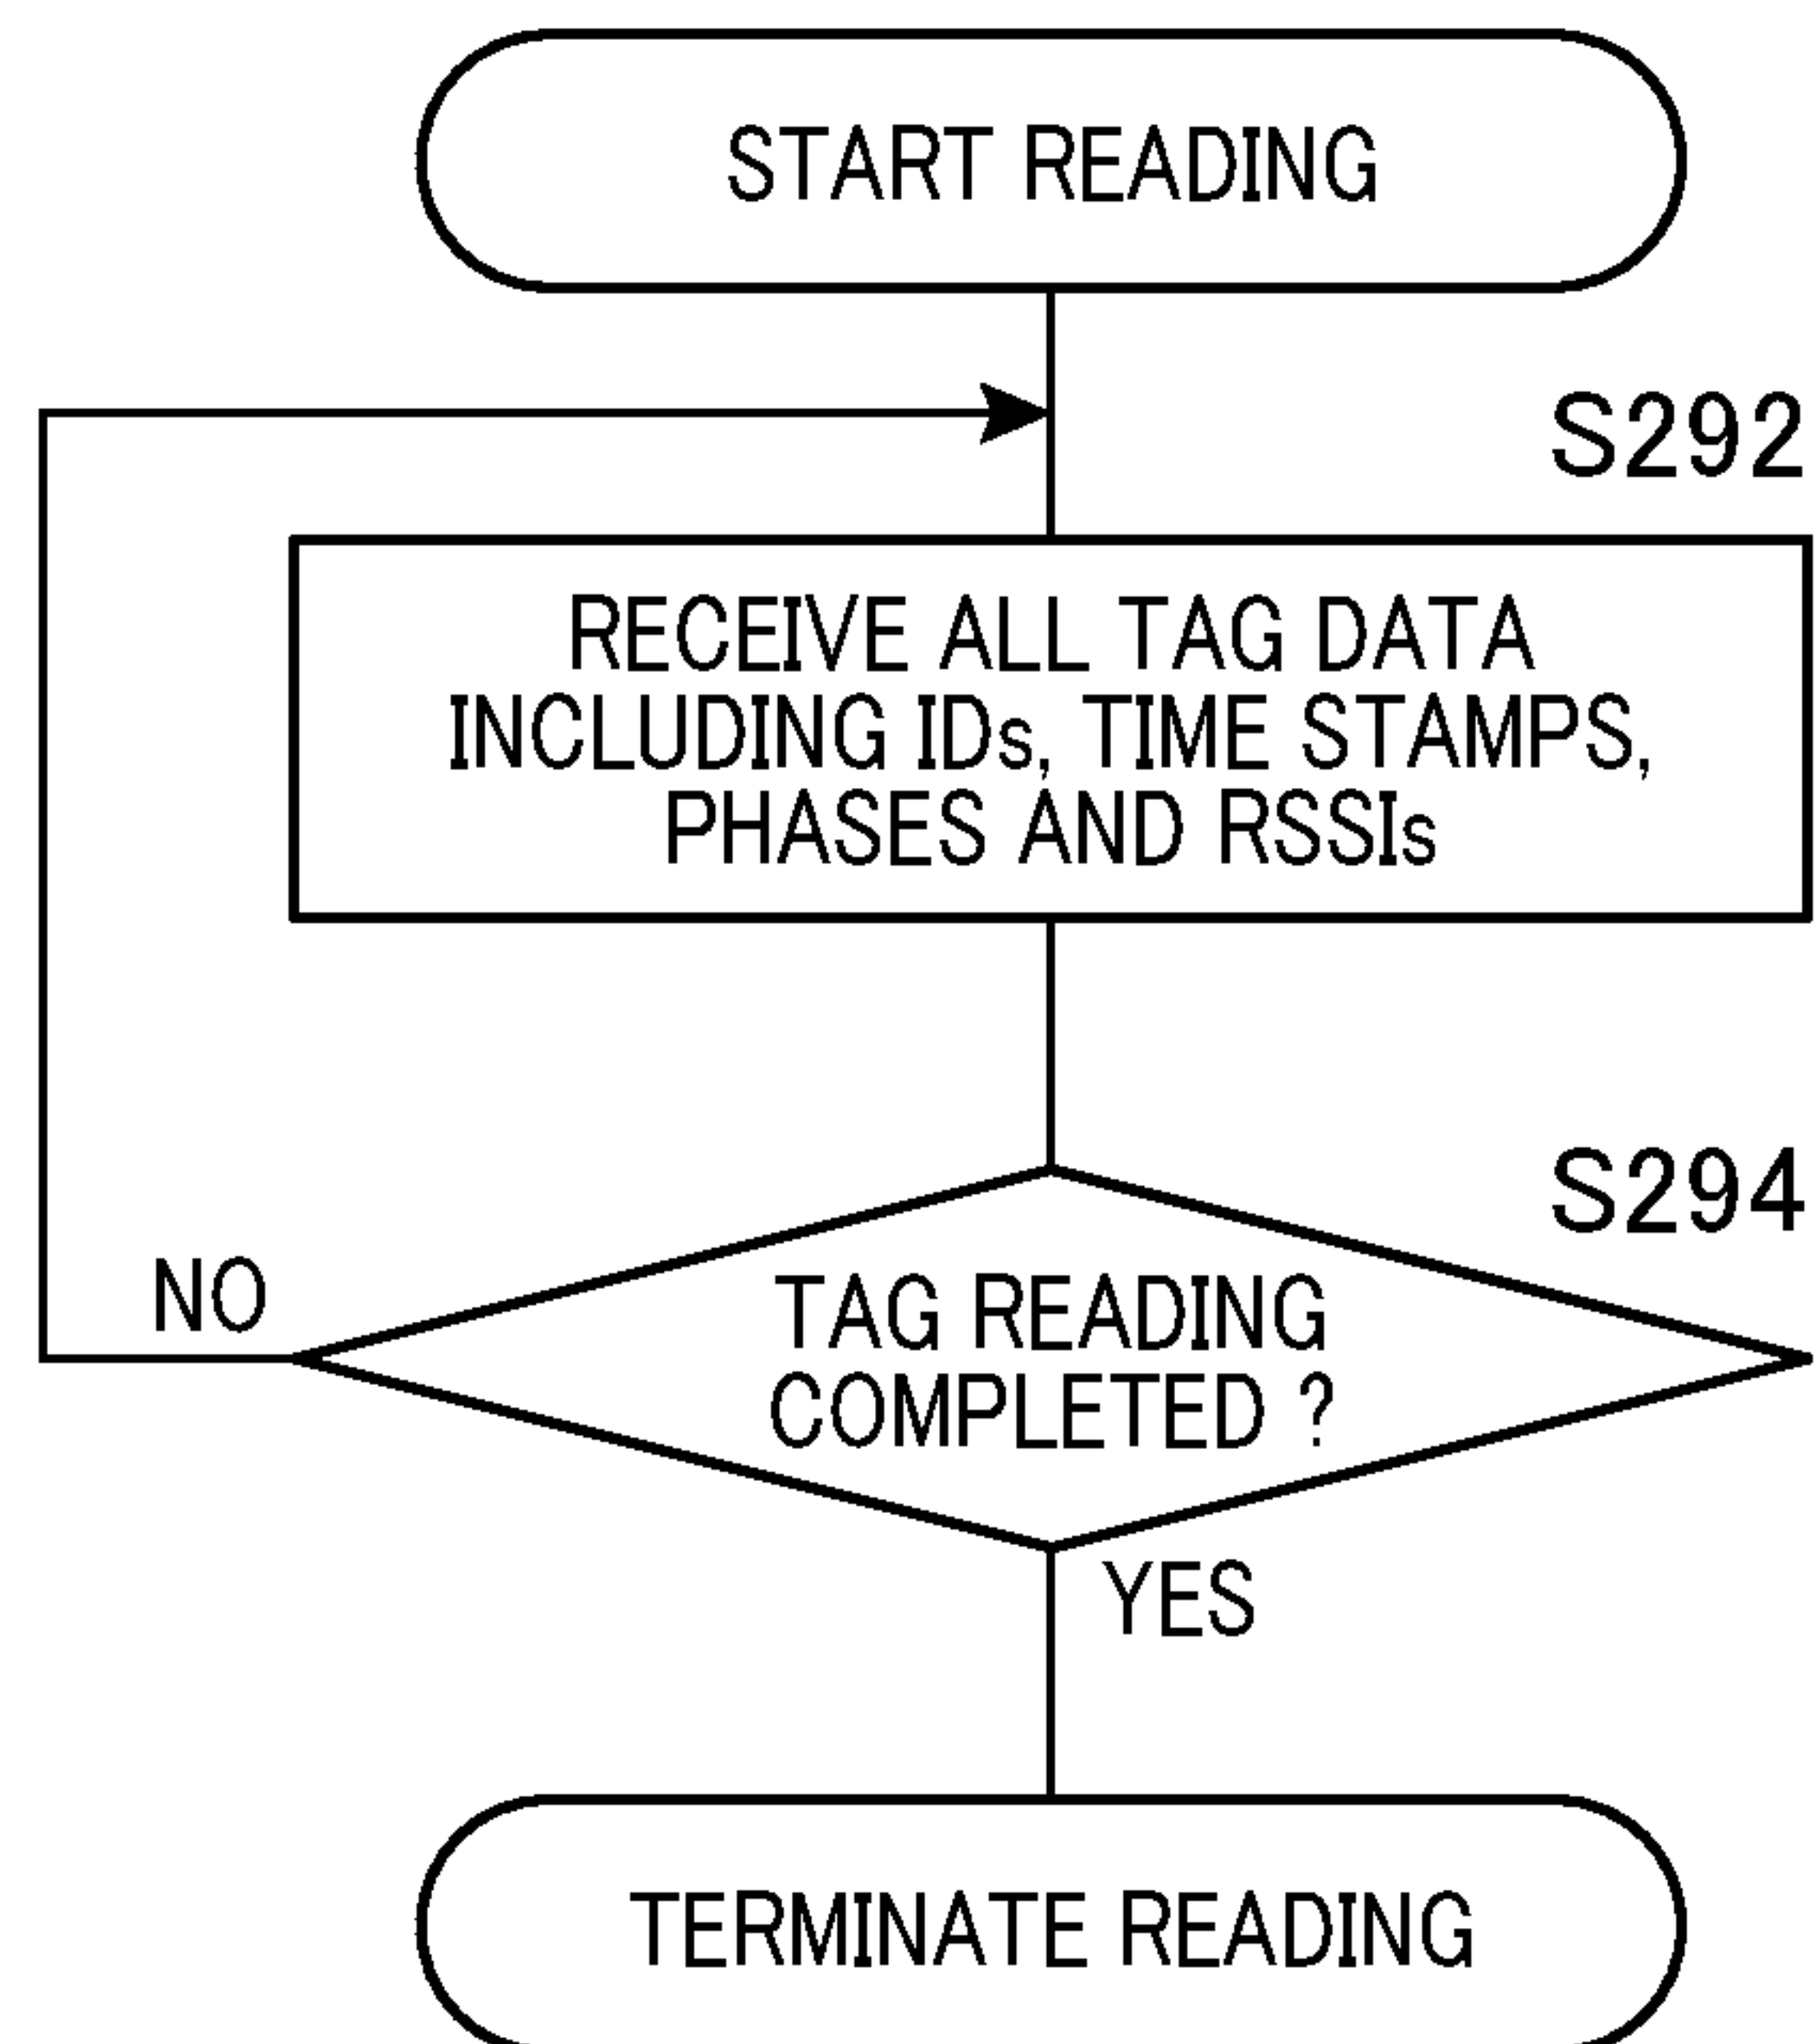 START READING
S292
RECEIVE ALL TAG DATA
INCLUDING IDs, TIME STAMPS,
PHASES AND RSSIs
S294
NO
TAG READING
COMPLETED ?
YES
TERMINATE READING